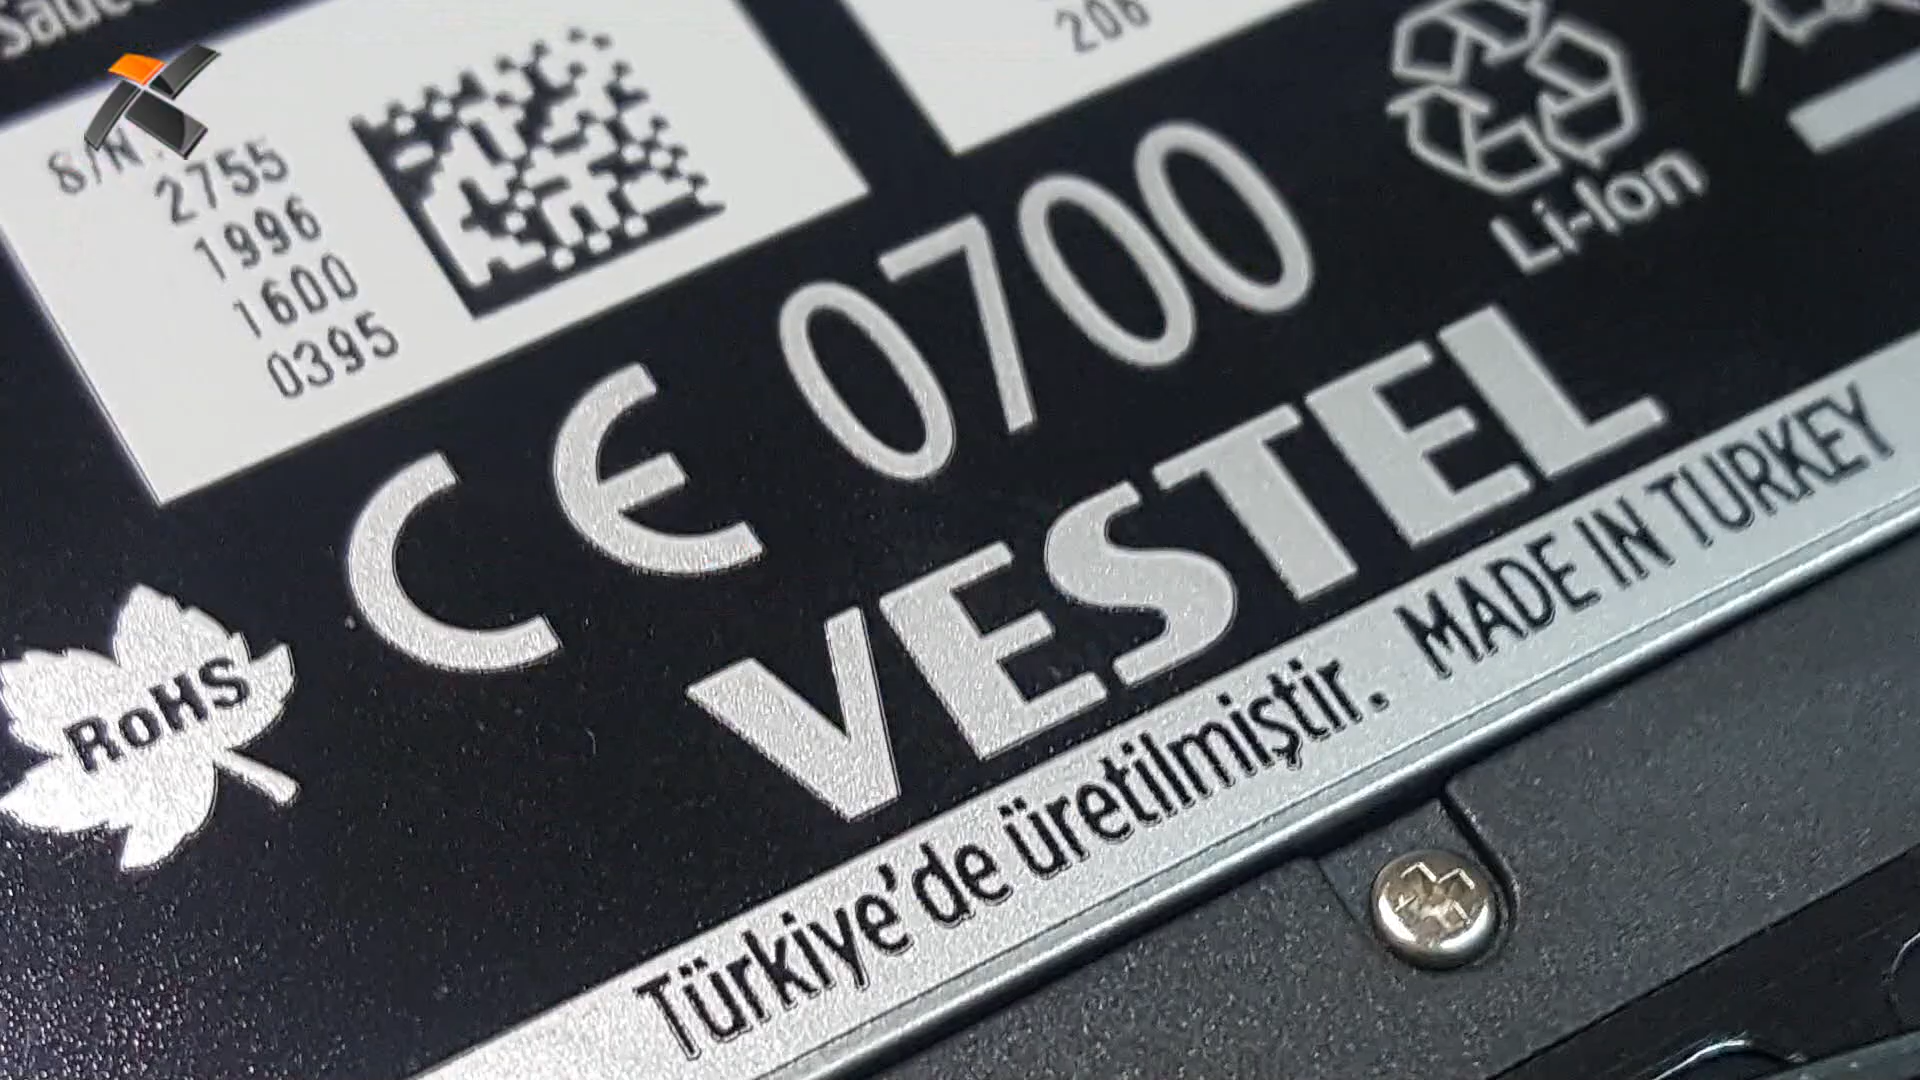 206
S/N:
2755
1996
1600
0395
CE 0700
Li-Ion
RoHS
VESTEL
Türkiye'de üretilmiştir. MADE IN TURKEY